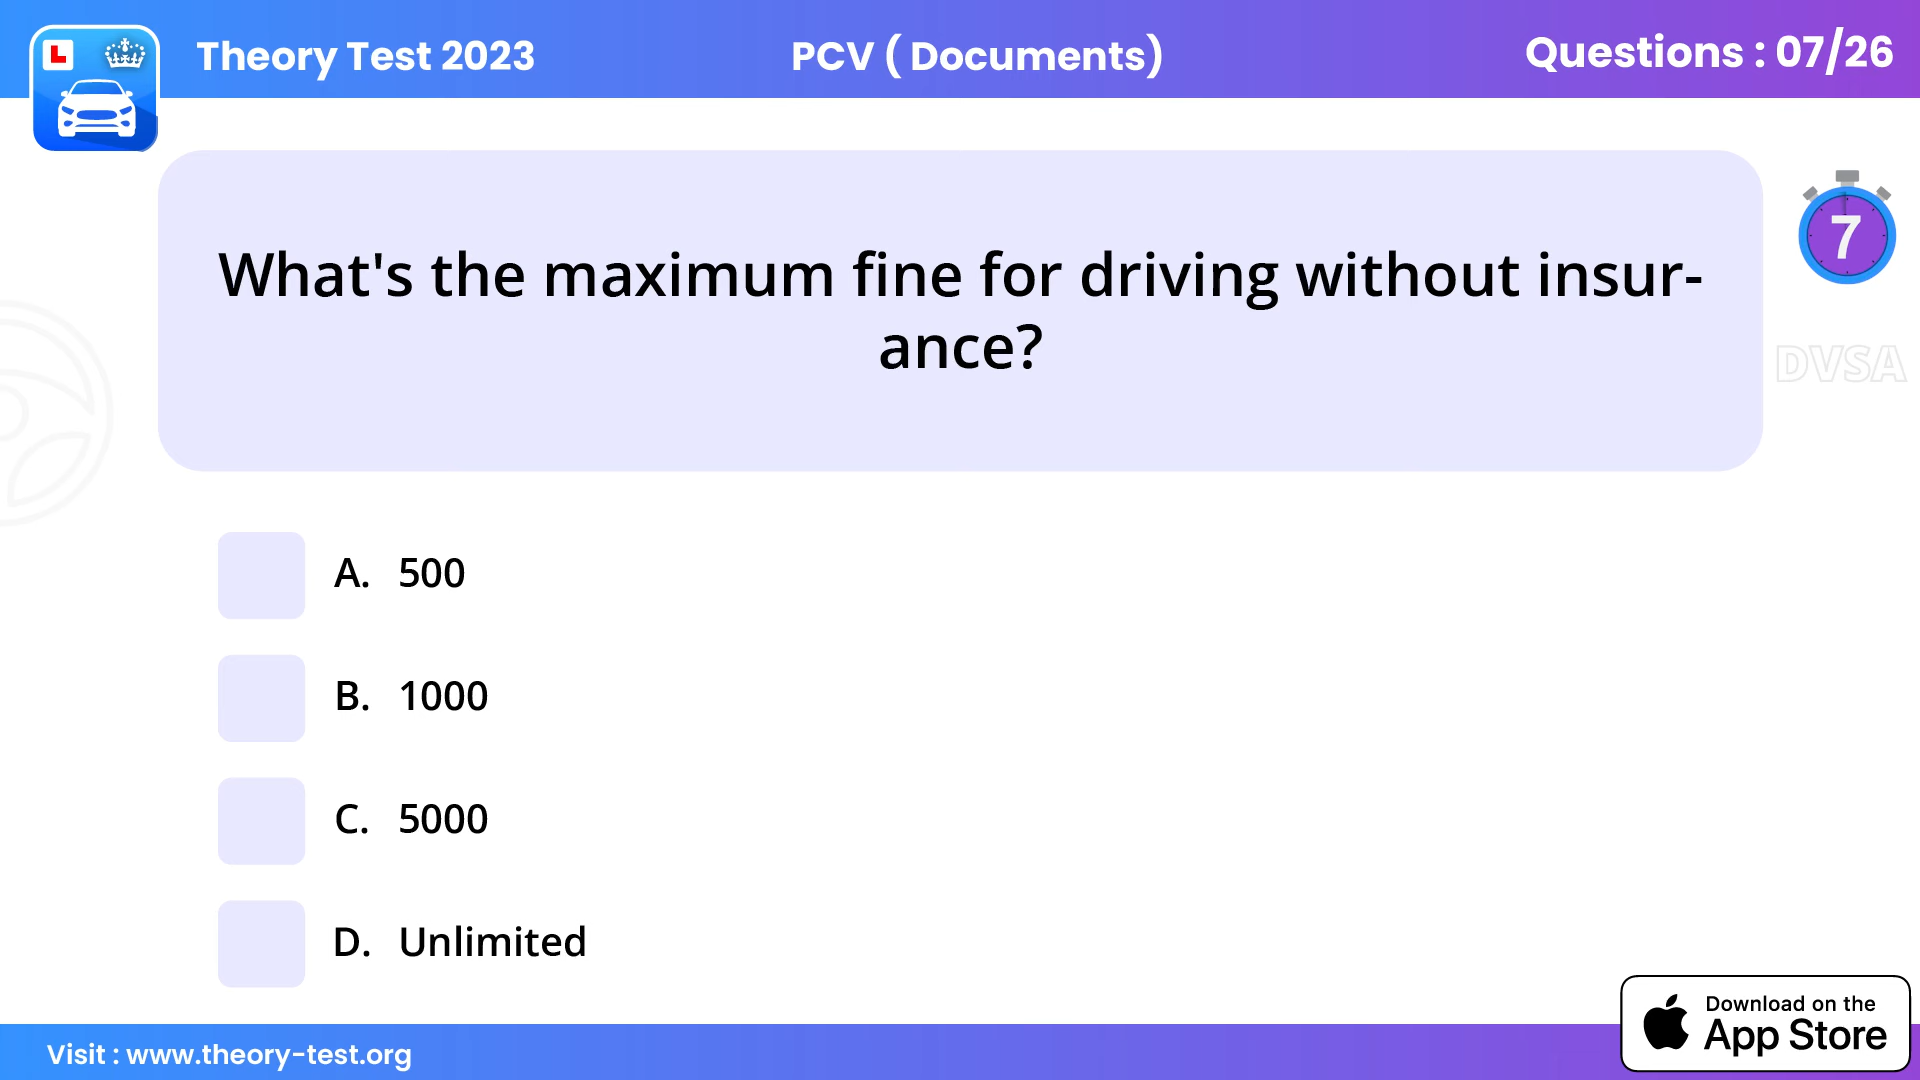 L
Theory Test 2023
PCV ( Documents)
Questions : 07/26
7
What's the maximum fine for driving without insur-
ance?
DVSA
A. 500
B. 1000
C. 5000
D. Unlimited
Visit : www.theory-test.org
Download on the
App Store